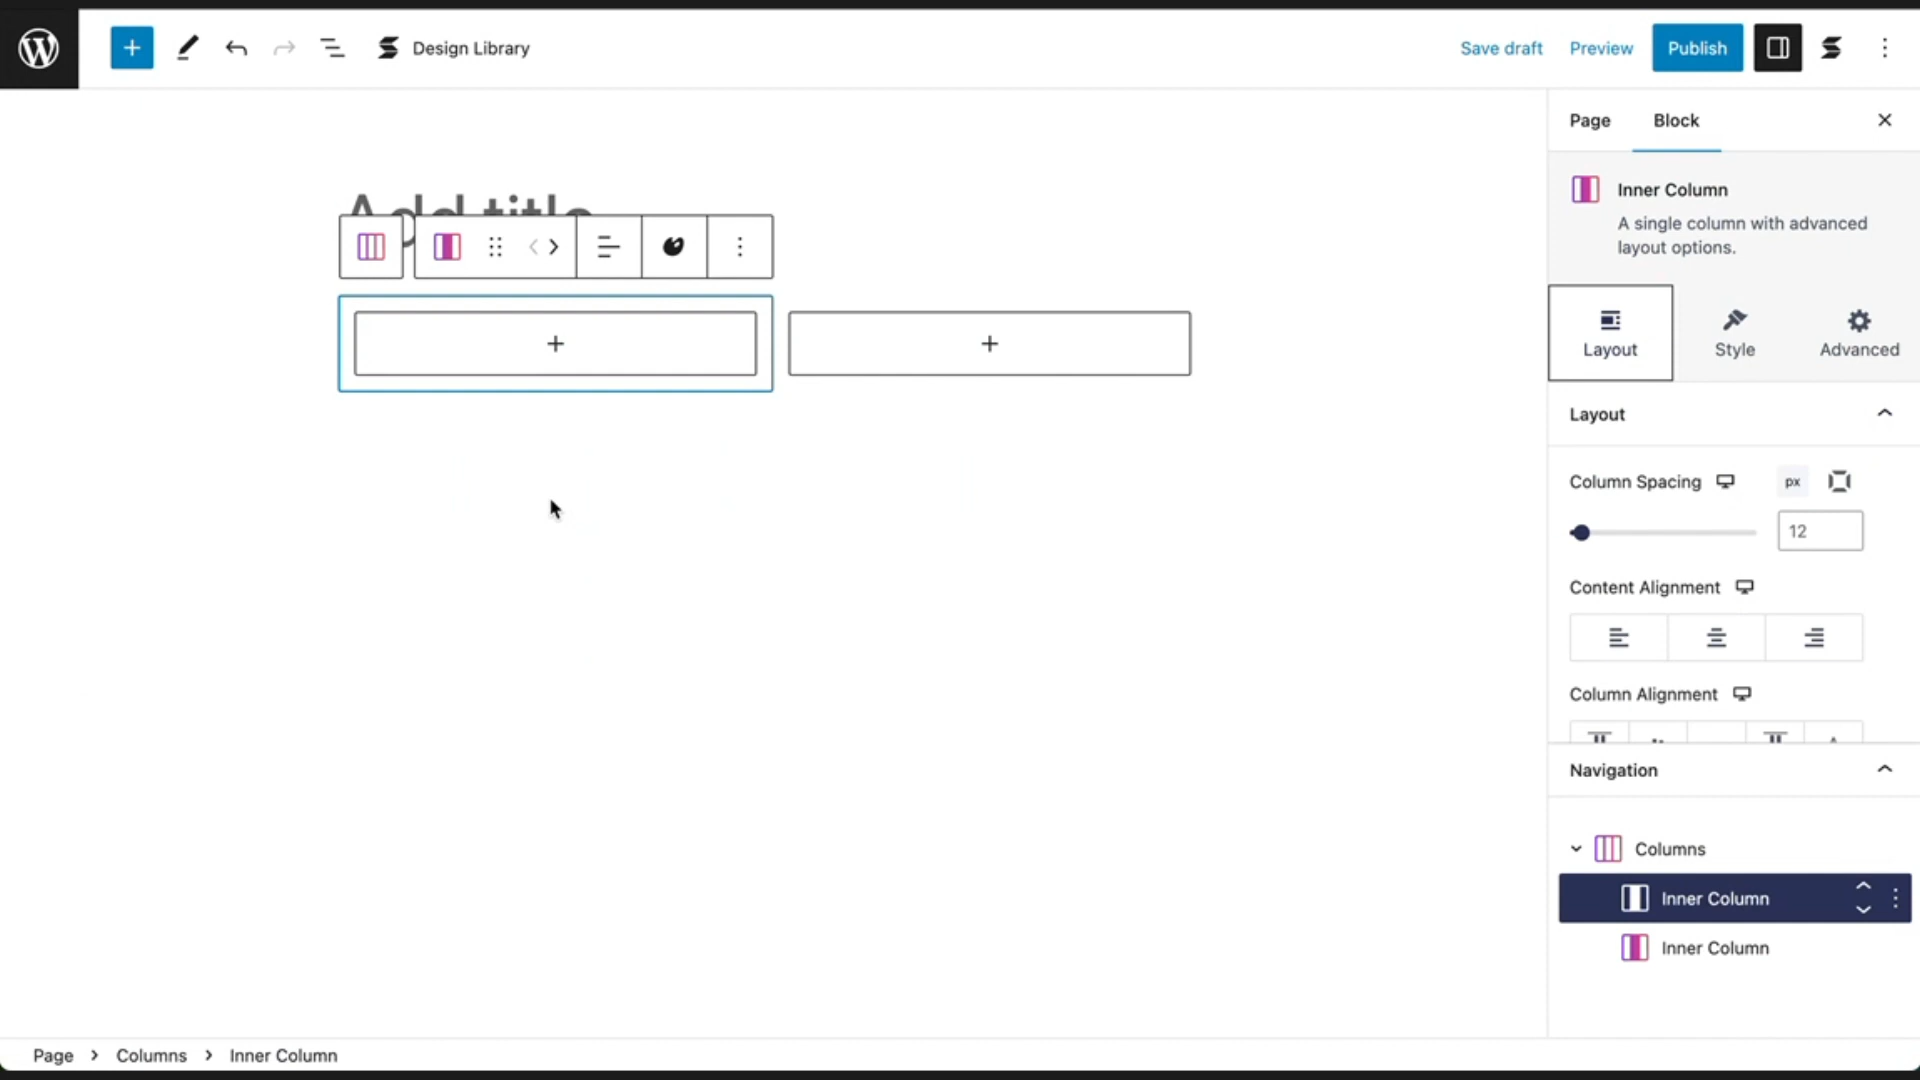 Design Library
Save draft
Preview
Publish
Page
Block
Inner Column
A single column with advanced
layout options.
Add title
Layout
Style
Advanced
Layout
Column Spacing
px
12
Content Alignment
Column Alignment
Navigation
Columns
Inner Column
Inner Column
Page > Columns > Inner Column